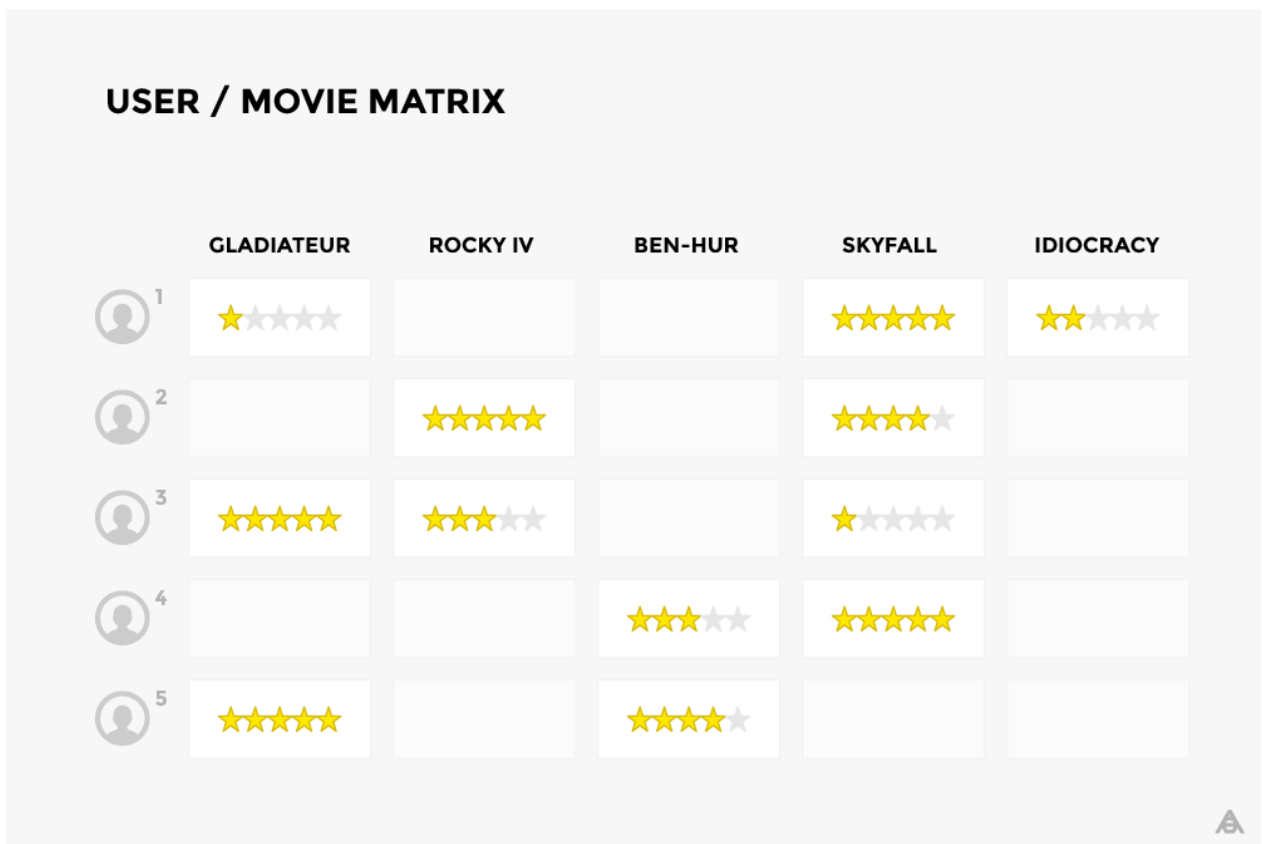 USER / MOVIE MATRIX
GLADIATEUR ROCKY IV BEN-HUR SKYFALL IDIOCRACY
1
2
3
4
5